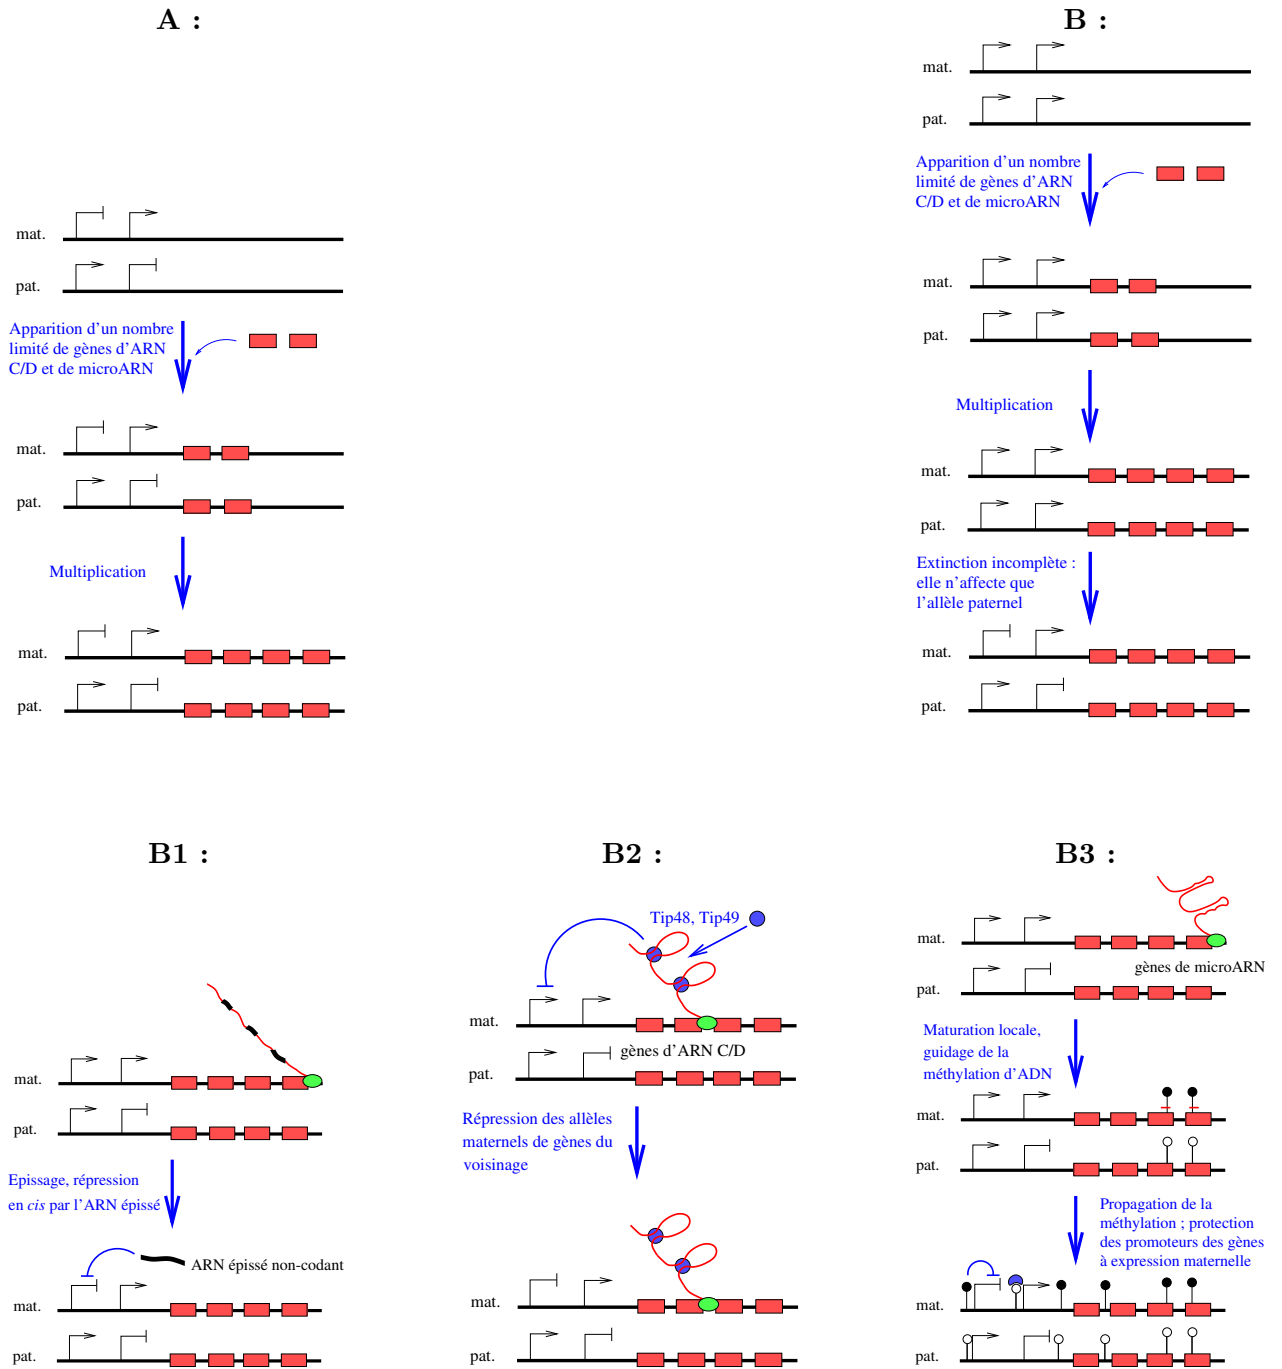 A :
mat.
pat.
Apparition d'un nombre
limité de gènes d'ARN
C/D et de microARN
mat.
pat.
Multiplication
mat.
pat.
B :
mat.
pat.
Apparition d'un nombre
limité de gènes d'ARN
C/D et de microARN
mat.
pat.
Multiplication
mat.
pat.
Extinction incomplète :
elle n'affecte que
l'allèle paternel
mat.
pat.
B1 :
mat.
pat.
Epissage, répression
en cis par l'ARN épissé
ARN épissé non-codant
mat.
pat.
B2 :
Tip48, Tip49
mat.
gènes d'ARN C/D
pat.
Répression des allèles
maternels de gènes du
voisinage
mat.
pat.
B3 :
mat.
gènes de microARN
pat.
Maturation locale,
guidage de la
méthylation d'ADN
mat.
pat.
Propagation de la
méthylation ; protection
des promoteurs des gènes
à expression maternelle
mat.
pat.